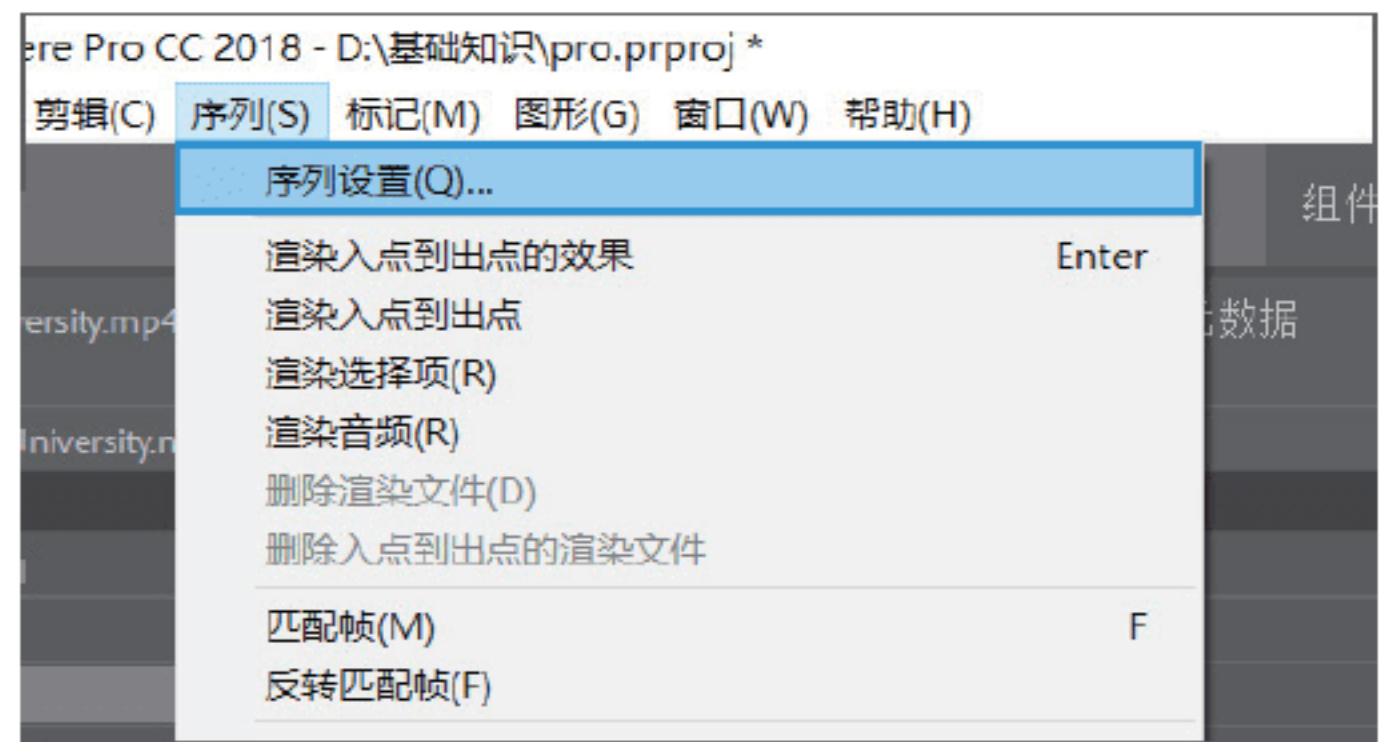 ere Pro CC 2018 - D:\基础知识\pro.prproj *
剪辑(C) 序列(S) 标记(M) 图形(G) 窗口(W) 帮助(H)
序列设置(Q)...
组件
渲染入点到出点的效果 Enter
ersity.mp4 渲染入点到出点 数据
渲染选择项(R)
University.m 渲染音频(R)
删除渲染文件(D)
删除入点到出点的渲染文件
匹配帧(M) F
反转匹配帧(F)